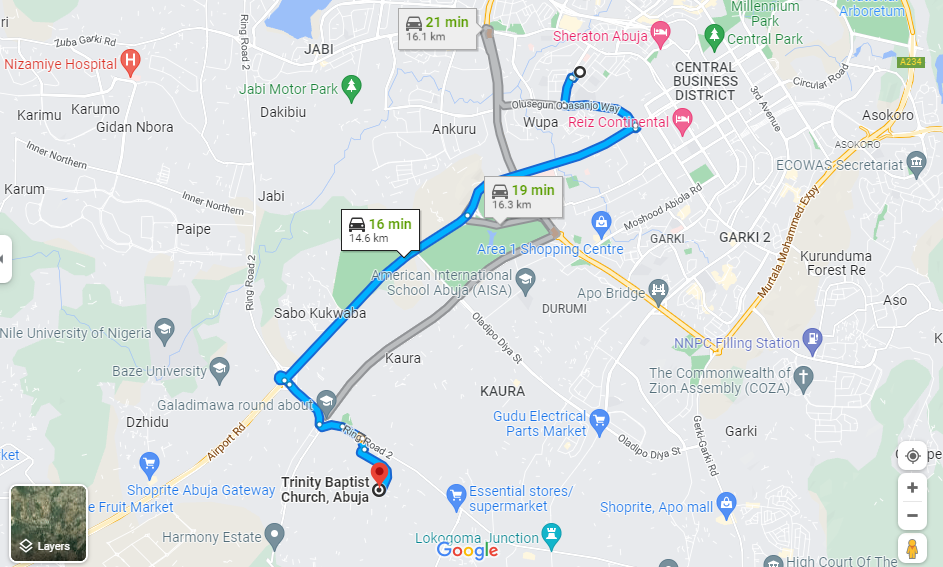 21 min
16.1 km
Sheraton Abuja
Millennium
Park
National
Arboretum
Central Park
Ring Road 2
Zuba Garki Rd
JABI
Nizamiye Hospital
A234
CENTRAL
BUSINESS
DISTRICT
Circular Road
3rd Avenue
Jabi Motor Park
Karimu
Karumo
Gidan Nbora
Dakibiu
Olusegun Obasanjo Way
Wupa
Reiz Continental
Asokoro
Ankuru
Inner Northern
ASOKORO
ECOWAS Secretariat
Karum
Jabi
Inner Northern
19 min
16.3 km
Moshood Abiola Rd
Murtala Mohammed Expy
16 min
14.6 km
Paipe
Area 1 Shopping Centre
GARKI
GARKI 2
Kurunduma
Forest Re
Ring Road 2
American International
School Abuja (AISA)
Apo Bridge
Aso
DURUMI
Sabo Kukwaba
Oladipo Diya St
Nile University of Nigeria
NNPC Filling Station
Kaura
Baze University
The Commonwealth of
Zion Assembly (COZA)
KAURA
Galadimawa round about
Dzhidu
Gudu Electrical
Parts Market
Ring Road 2
Oladipo Diya St
Garki-Garki Rd
Garki
Airport Rd
Trinity Baptist
Church, Abuja
Shoprite Abuja Gateway
e Fruit Market
Essential stores/
supermarket
Shoprite, Apo mall
Layers
Harmony Estate
Lokogoma Junction
Google
High Court Of The